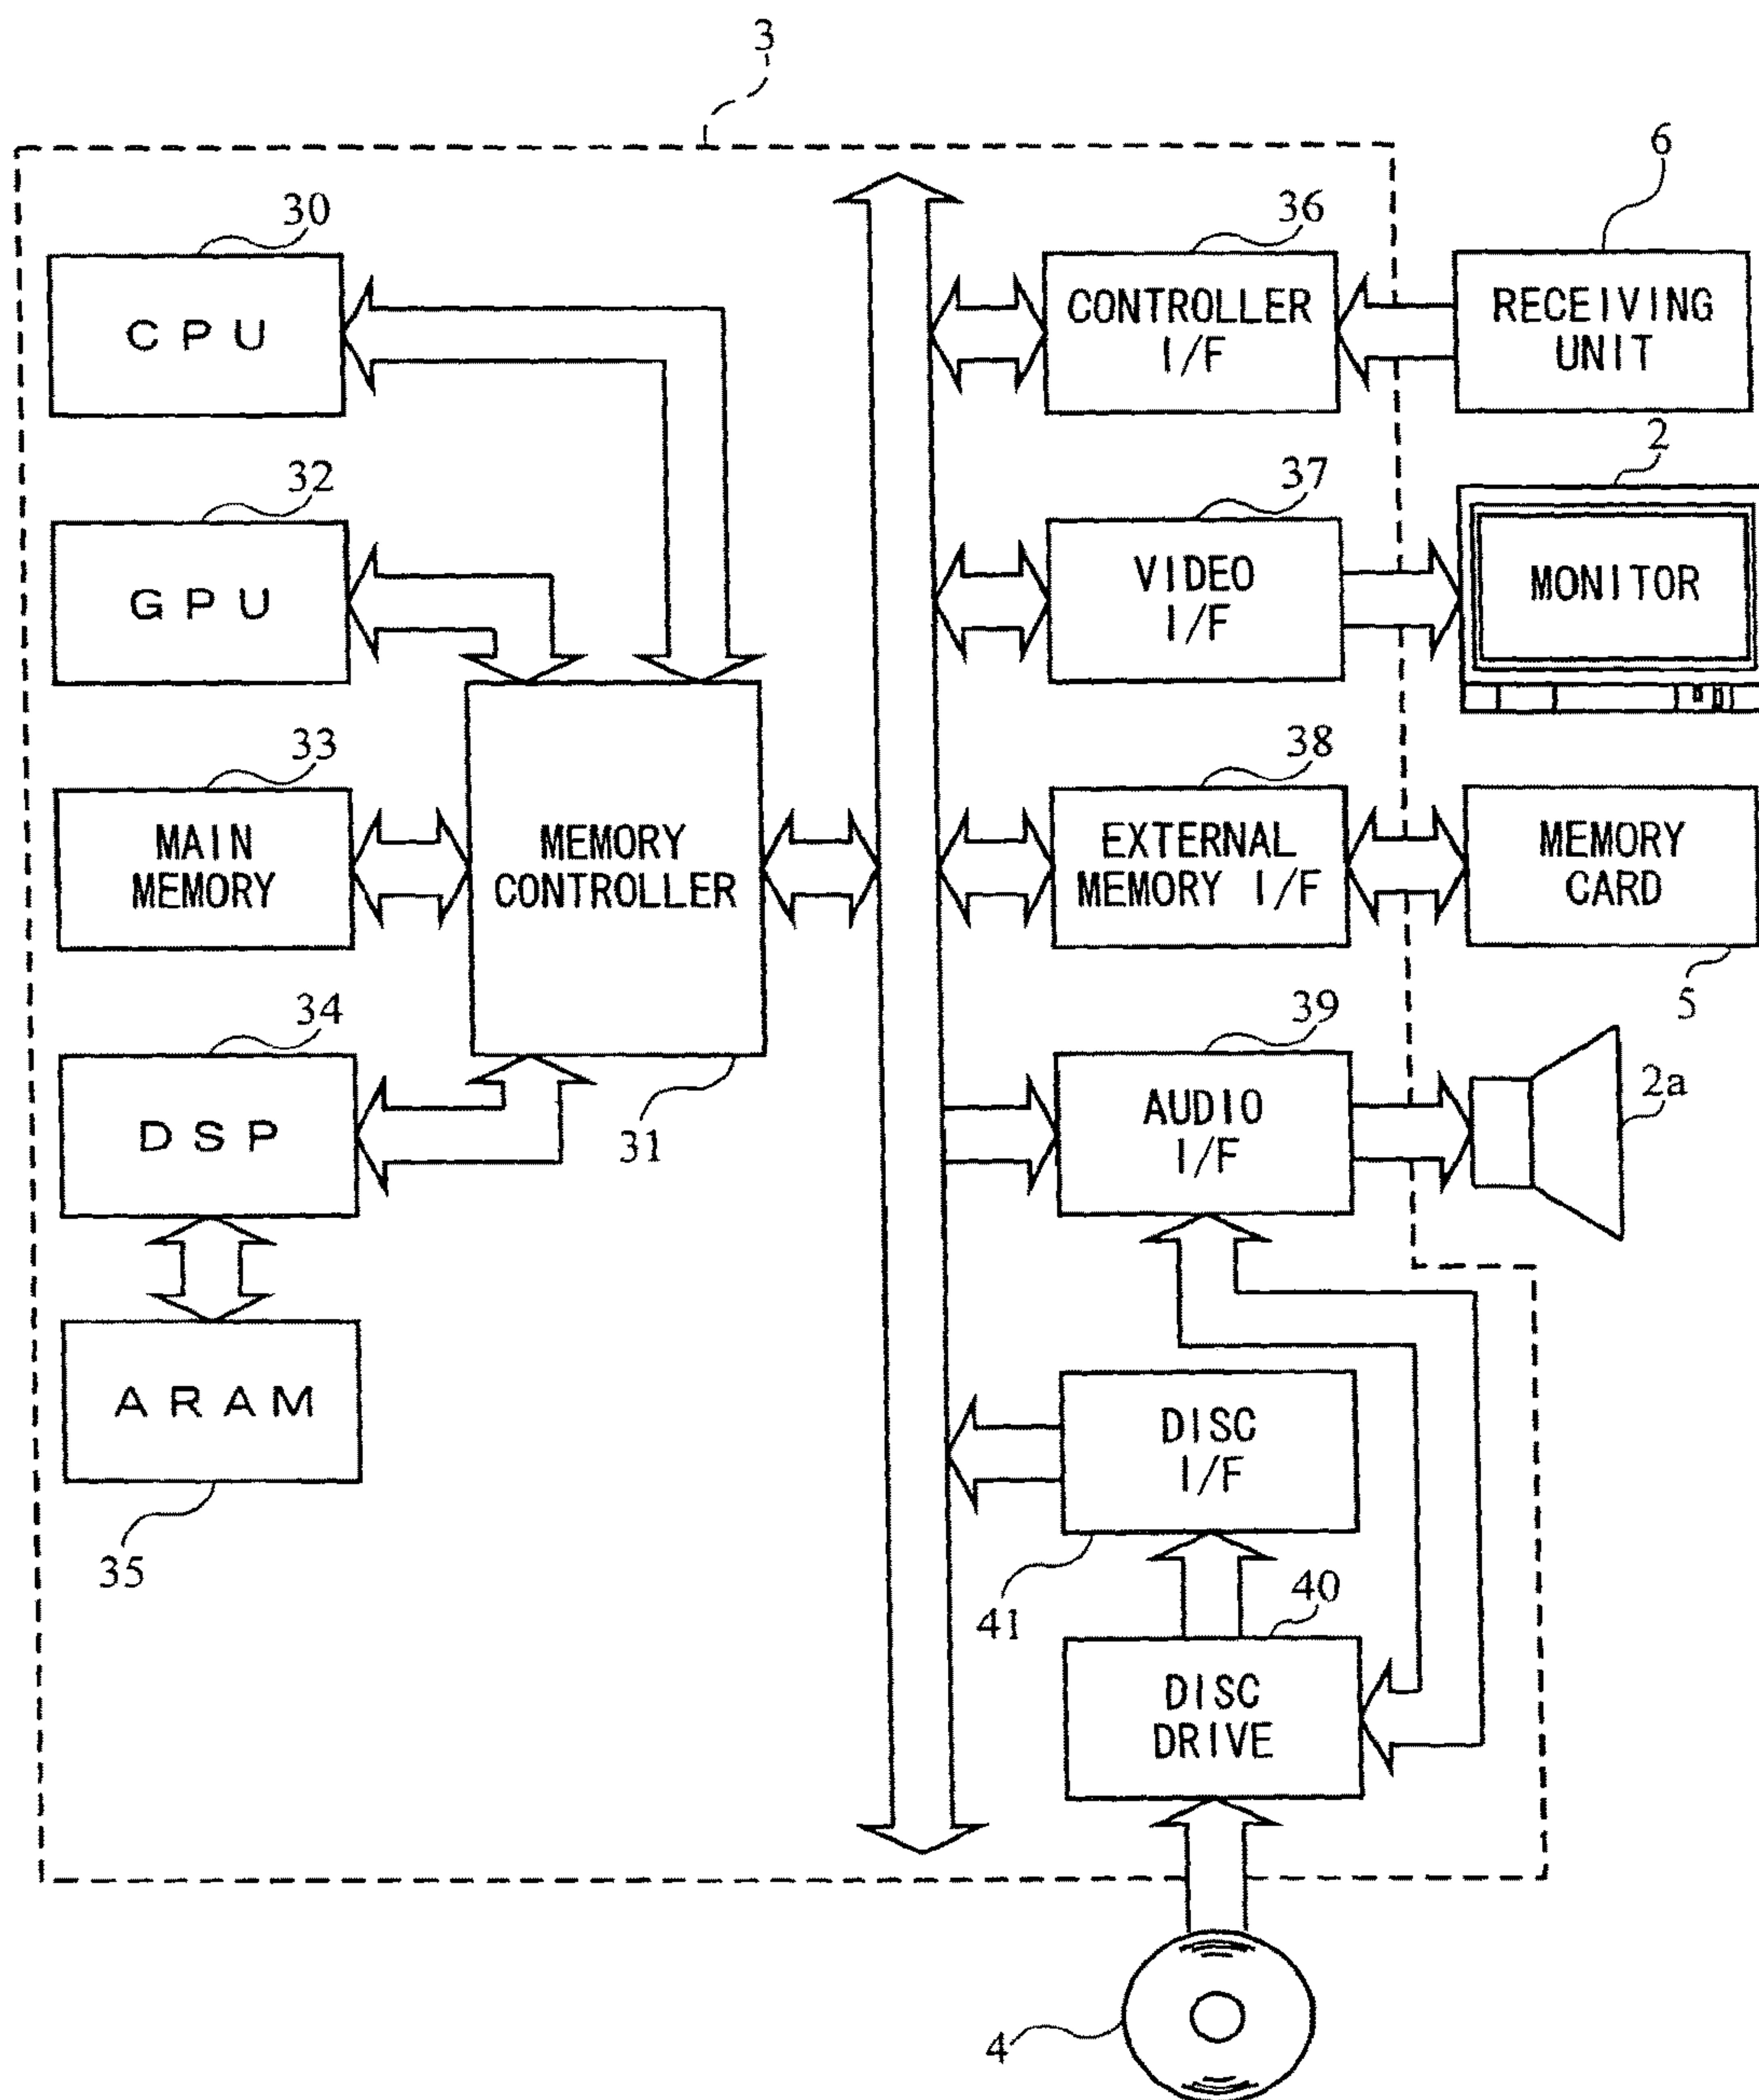 3
6
30
CPU
36
CONTROLLER
I/F
RECEIVING
UNIT
2
32
GPU
37
VIDEO
I/F
MONITOR
33
MAIN
MEMORY
MEMORY
CONTROLLER
38
EXTERNAL
MEMORY I/F
MEMORY
CARD
5
34
DSP
31
39
AUDIO
I/F
2a
ARAM
35
DISC
I/F
41
40
DISC
DRIVE
4